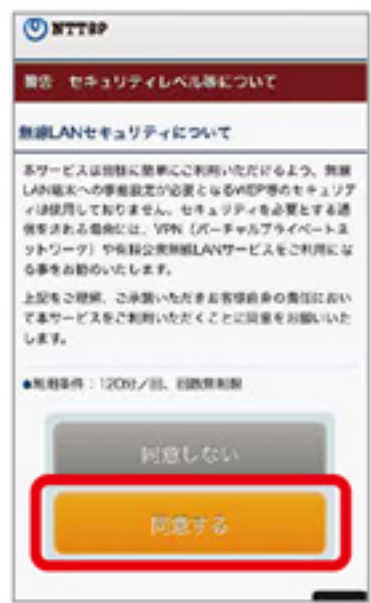 NTTBP
警告 セキュリティレベル等について
無線LANセキュリティについて
本サービスは皆様に簡単にご利用いただけるよう、無線
LAN端末への事前設定が必要となるWEP等のセキュリテ
ィは使用しておりません。セキュリティを必要とする通
信をされる場合には、VPN（バーチャルプライベートネ
ットワーク）や有料公衆無線LANサービスをご利用にな
る事をお勧めいたします。
上記をご理解、ご承諾いただきお客様自身の責任におい
て本サービスをご利用いただくことに同意をお願いいた
します。
●利用条件：120分/回、回数無制限
同意しない
同意する